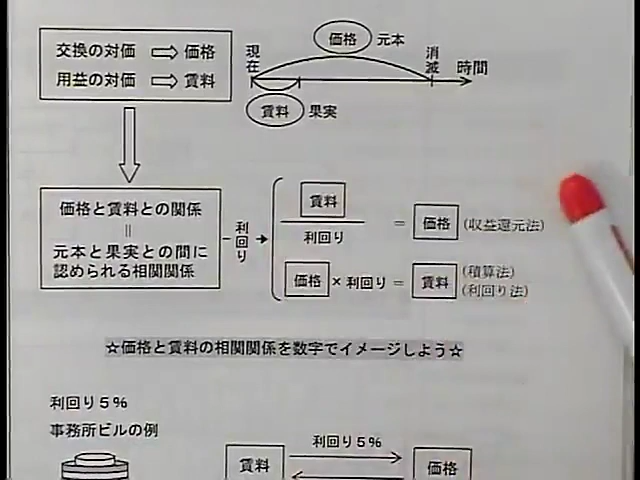 交換の対価 ⇨ 価格
用益の対価 ⇨ 賃料
価格 元本
現在
消滅
時間
賃料 果実
価格と賃料との関係
＝
元本と果実との間に
認められる相関関係
利回り
賃料
利回り
＝ 価格 (収益還元法)
価格 × 利回り ＝ 賃料 (積算法)
(利回り法)
☆価格と賃料の相関関係を数字でイメージしよう☆
利回り５％
事務所ビルの例
利回り５％
賃料 価格